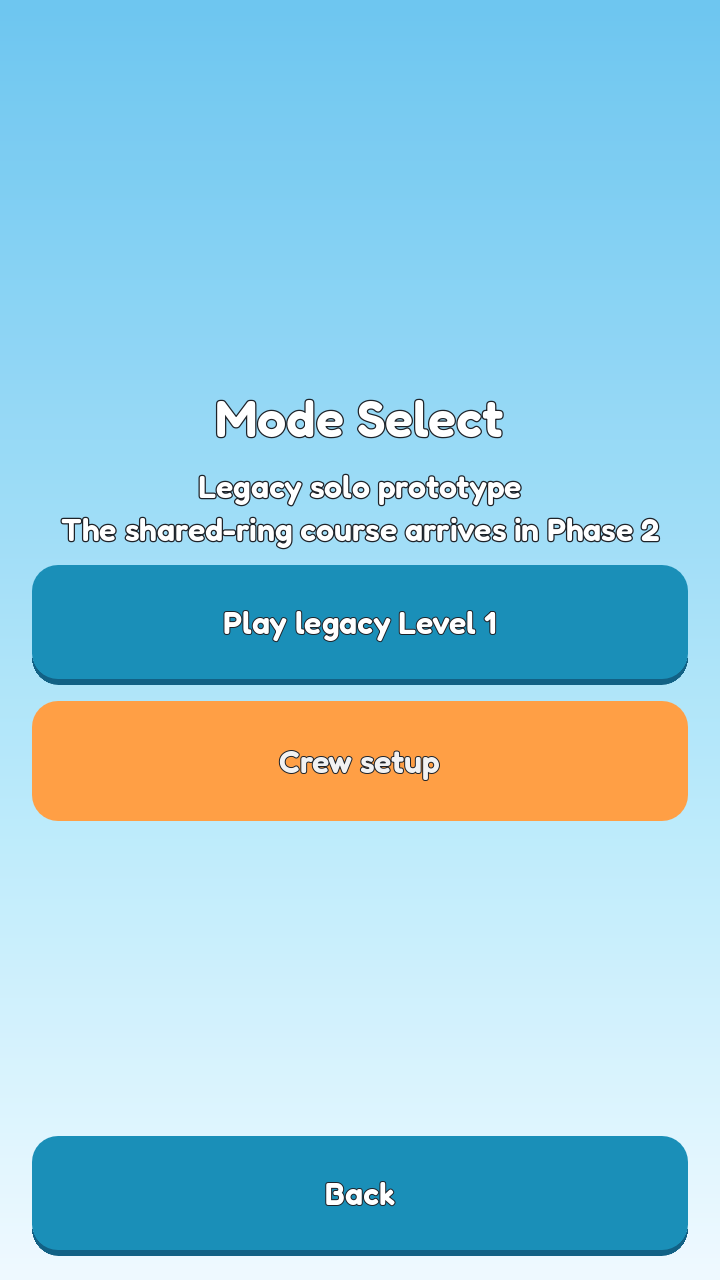 Mode Select
Legacy solo prototype
The shared-ring course arrives in Phase 2
Play legacy Level 1
Crew setup
Back